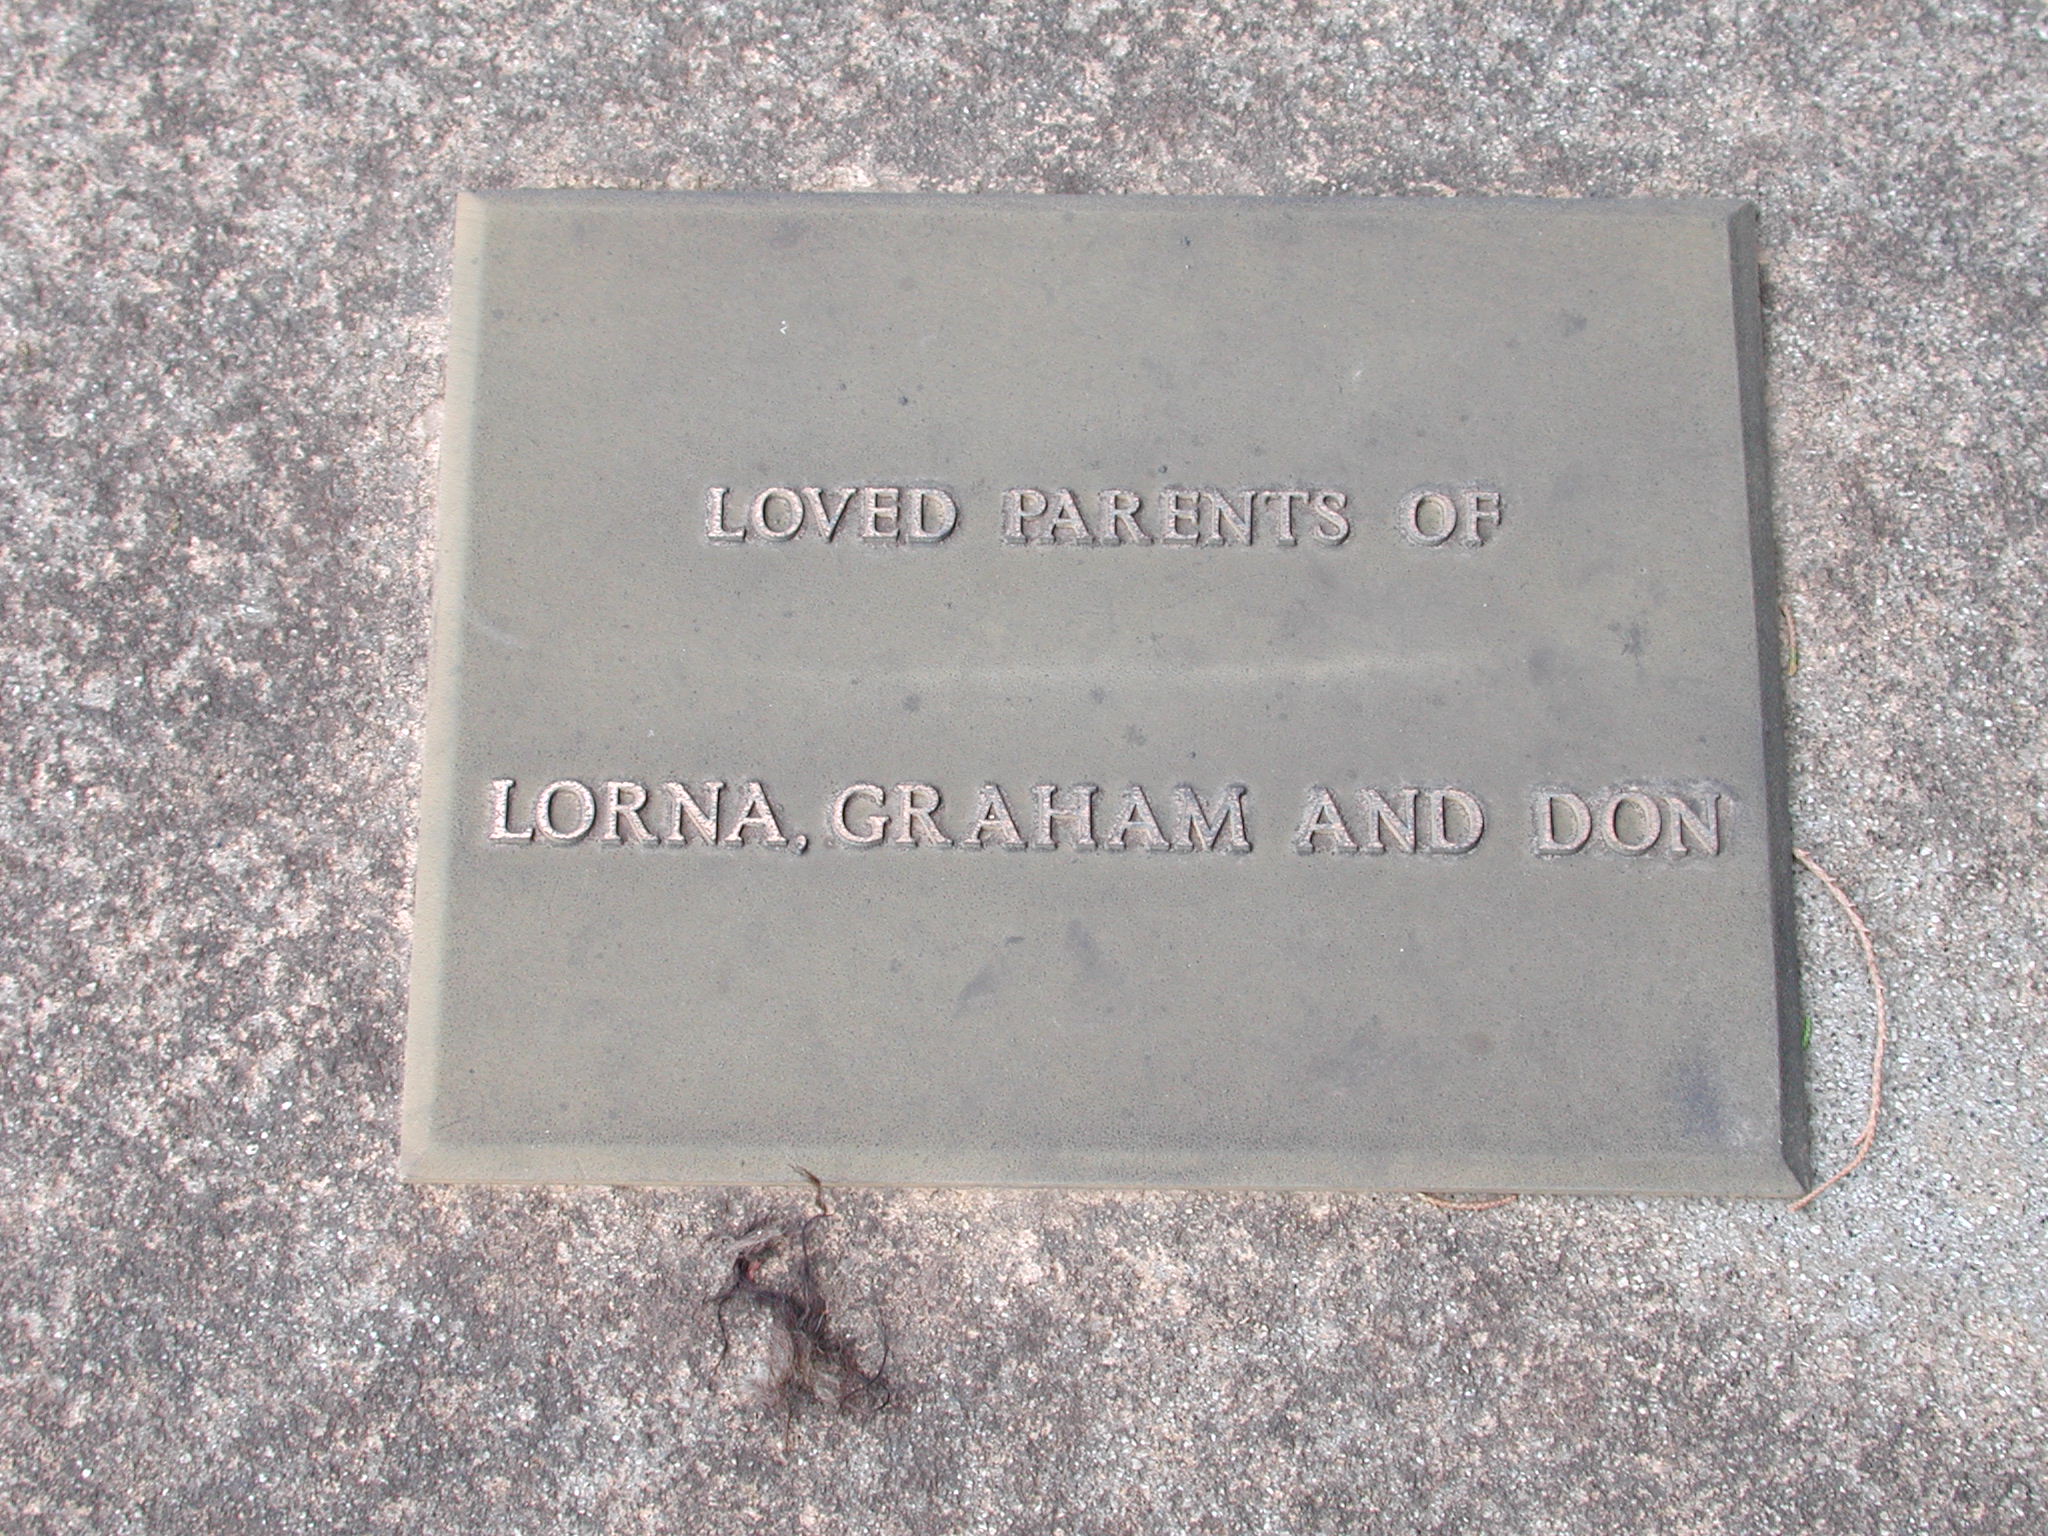 LOVED PARENTS OF
LORNA, GRAHAM AND DON